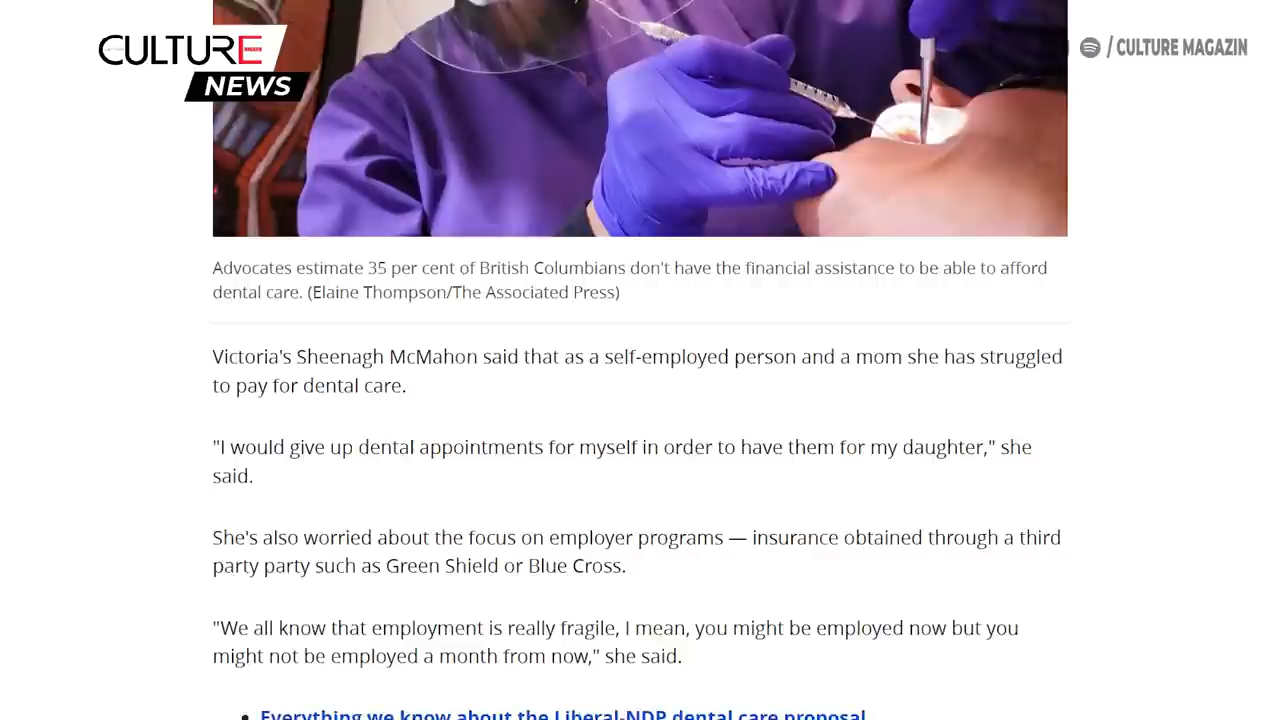 CULTURE
NEWS
/ CULTURE MAGAZIN
Advocates estimate 35 per cent of British Columbians don't have the financial assistance to be able to afford
dental care. (Elaine Thompson/The Associated Press)
Victoria's Sheenagh McMahon said that as a self-employed person and a mom she has struggled
to pay for dental care.
"I would give up dental appointments for myself in order to have them for my daughter," she
said.
She's also worried about the focus on employer programs — insurance obtained through a third
party party such as Green Shield or Blue Cross.
"We all know that employment is really fragile, I mean, you might be employed now but you
might not be employed a month from now," she said.
• Everything we know about the Liberal-NDP dental care proposal